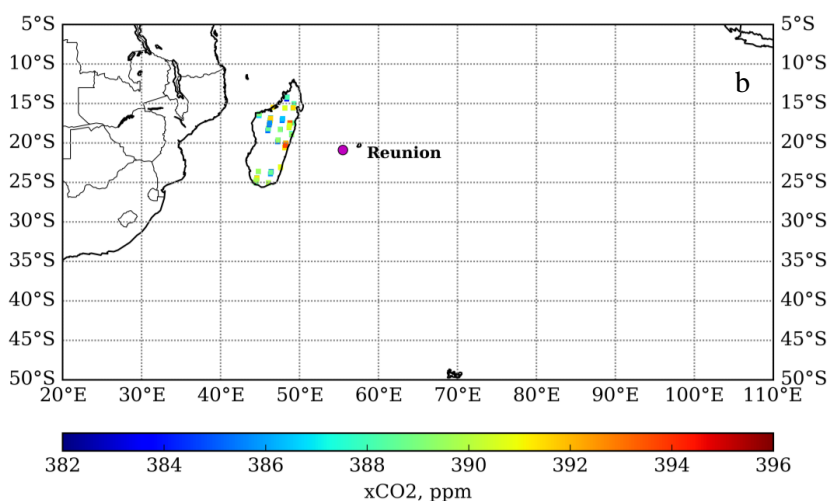 5°S 5°S
10°S 10°S
b
15°S 15°S
20°S 20°S
Reunion
25°S 25°S
30°S 30°S
35°S 35°S
40°S 40°S
45°S 45°S
50°S 50°S
20°E 30°E 40°E 50°E 60°E 70°E 80°E 90°E 100°E 110°E
382 384 386 388 390 392 394 396
xCO2, ppm